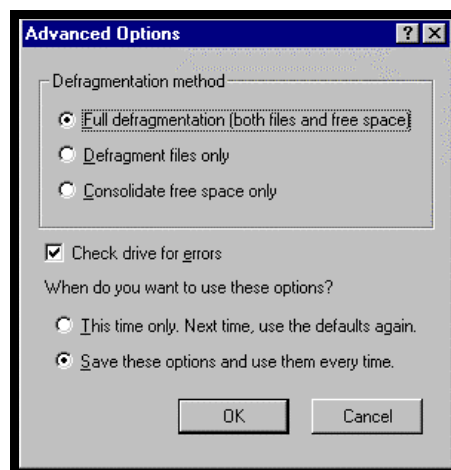 Advanced Options
Defragmentation method
Full defragmentation (both files and free space)
Defragment files only
Consolidate free space only
Check drive for errors
When do you want to use these options?
This time only. Next time, use the defaults again.
Save these options and use them every time.
OK
Cancel